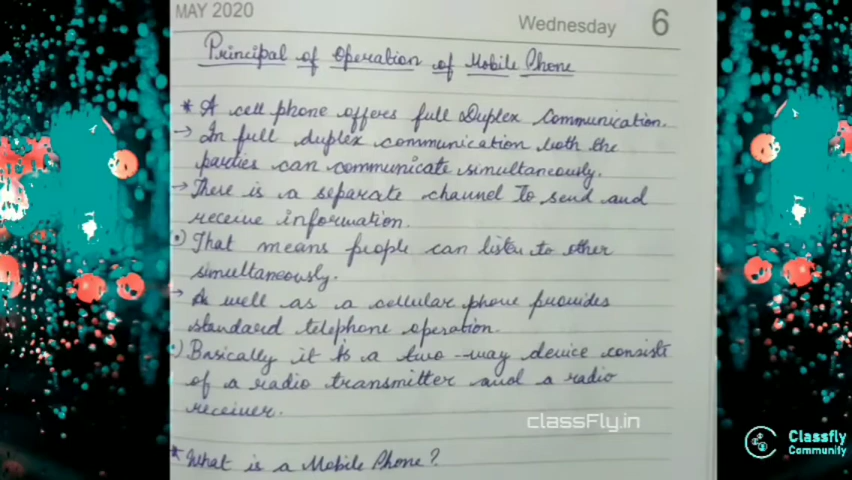 MAY 2020
Wednesday 6
Principal of Operation of Mobile Phone
* A cell phone offers full Duplex Communication.
→ In full duplex communication both the
parties can communicate simultaneously.
→ There is a separate channel To send and
receive information.
•) That means people can listen to other
simultaneously.
→ As well as a cellular phone provides
standard telephone operation.
•) Basically it is a two-way device consists
of a radio transmitter and a radio
receiver.
classFly.in
* What is a Mobile Phone?
Classfly
Community